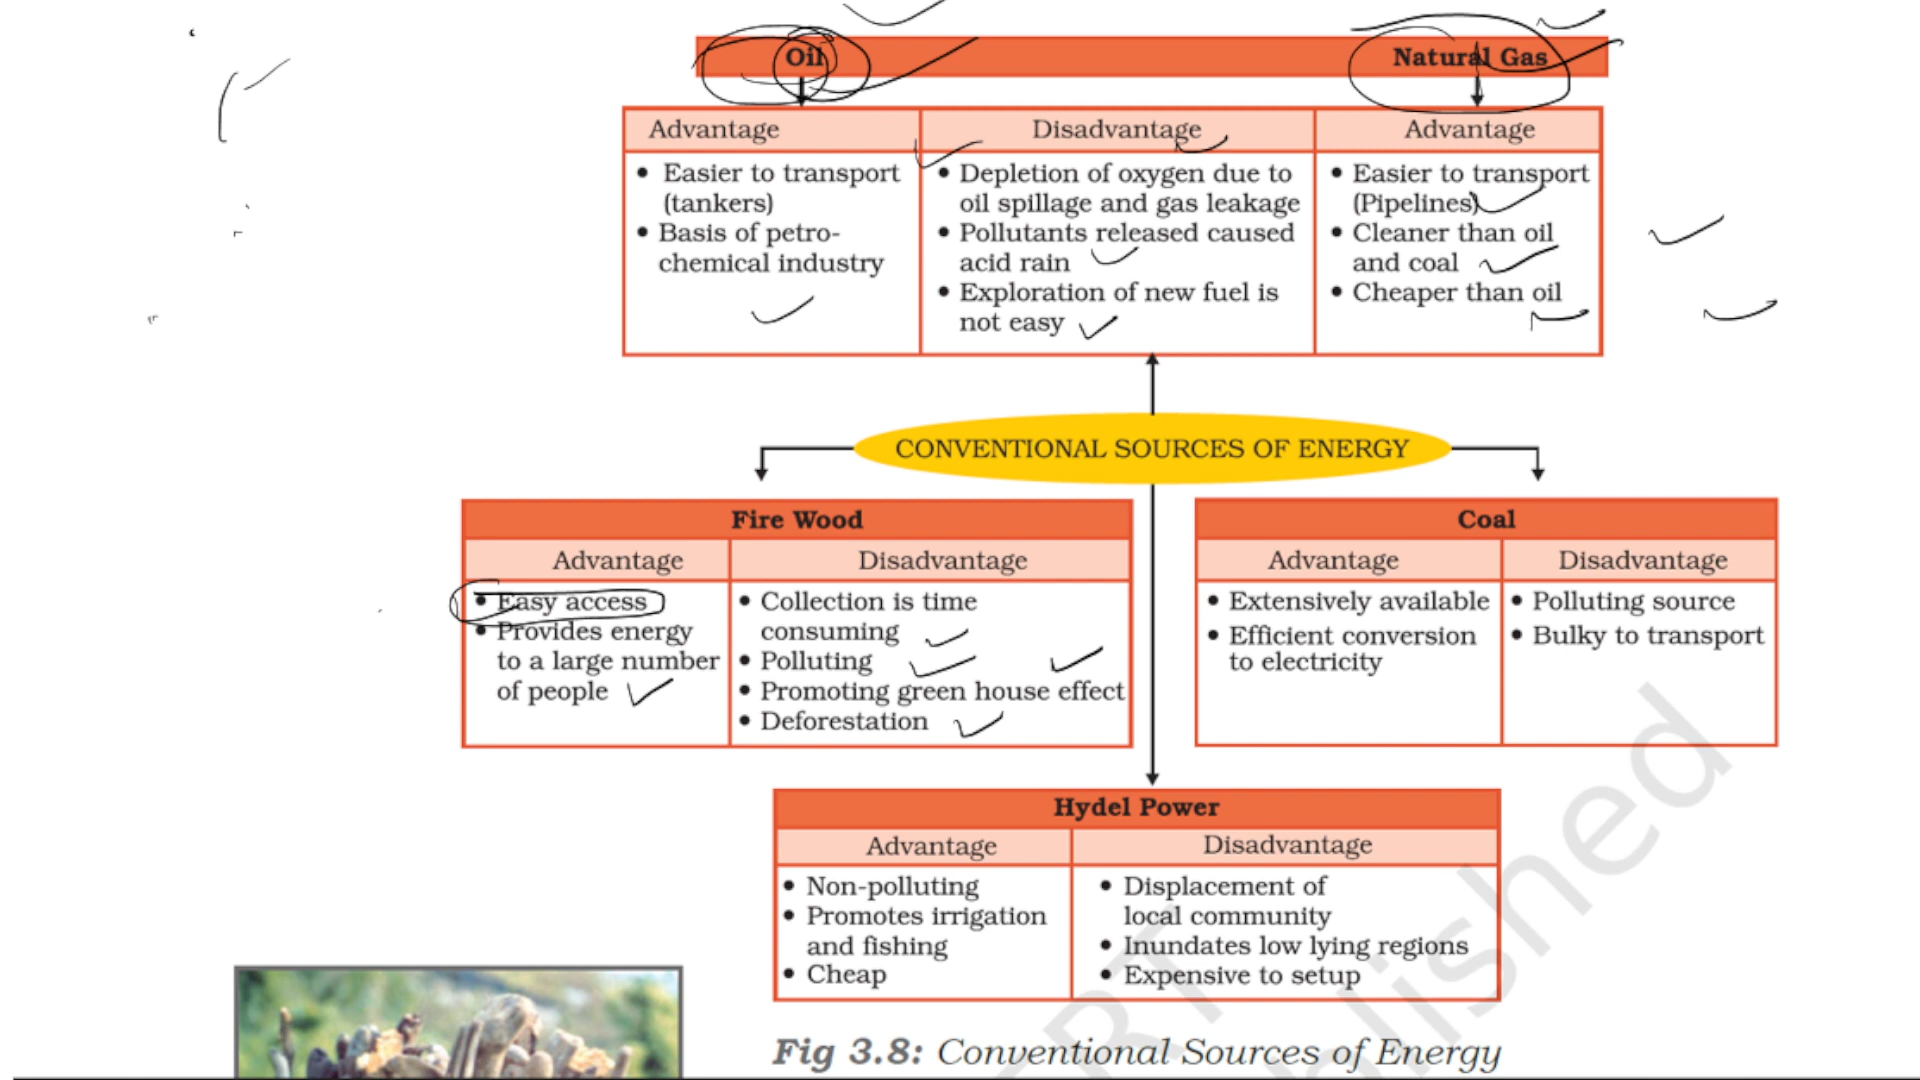 Oil Natural Gas
Advantage Disadvantage Advantage
• Easier to transport
(tankers)
• Basis of petro-
chemical industry
• Depletion of oxygen due to
oil spillage and gas leakage
• Pollutants released caused
acid rain
• Exploration of new fuel is
not easy
• Easier to transport
(Pipelines)
• Cleaner than oil
and coal
• Cheaper than oil
CONVENTIONAL SOURCES OF ENERGY
Fire Wood
Advantage Disadvantage
• Easy access
• Provides energy
to a large number
of people
• Collection is time
consuming
• Polluting
• Promoting green house effect
• Deforestation
Coal
Advantage Disadvantage
• Extensively available
• Efficient conversion
to electricity
• Polluting source
• Bulky to transport
Hydel Power
Advantage Disadvantage
• Non-polluting
• Promotes irrigation
and fishing
• Cheap
• Displacement of
local community
• Inundates low lying regions
• Expensive to setup
Fig 3.8: Conventional Sources of Energy